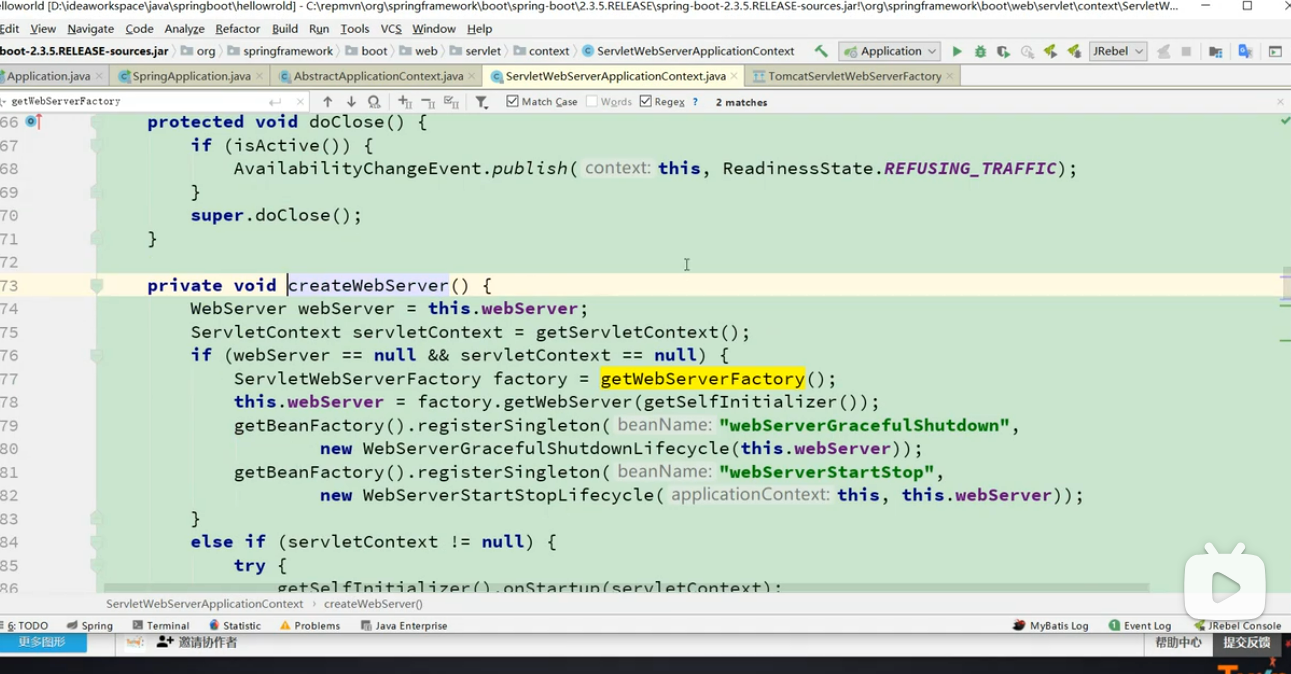 elloworld [D:\ideaworkspace\java\springboot\hellowrold] - C:\repmvn\org\springframework\boot\spring-boot\2.3.5.RELEASE\spring-boot-2.3.5.RELEASE-sources.jar!\org\springframework\boot\web\servlet\context\ServletW...
Edit View Navigate Code Analyze Refactor Build Run Tools VCS Window Help
boot-2.3.5.RELEASE-sources.jar org springframework boot web servlet context ServletWebServerApplicationContext Application JRebel
Application.java SpringApplication.java AbstractApplicationContext.java ServletWebServerApplicationContext.java TomcatServletWebServerFactory
getWebServerFactory Match Case Words Regex ? 2 matches
66 protected void doClose() {
67 if (isActive()) {
68 AvailabilityChangeEvent.publish( context: this, ReadinessState.REFUSING_TRAFFIC);
69 }
70 super.doClose();
71 }
72
73 private void createWebServer() {
74 WebServer webServer = this.webServer;
75 ServletContext servletContext = getServletContext();
76 if (webServer == null && servletContext == null) {
77 ServletWebServerFactory factory = getWebServerFactory();
78 this.webServer = factory.getWebServer(getSelfInitializer());
79 getBeanFactory().registerSingleton( beanName: "webServerGracefulShutdown",
80 new WebServerGracefulShutdownLifecycle(this.webServer));
81 getBeanFactory().registerSingleton( beanName: "webServerStartStop",
82 new WebServerStartStopLifecycle( applicationContext: this, this.webServer));
83 }
84 else if (servletContext != null) {
85 try {
86 getSelfInitializer().onStartup(servletContext);
ServletWebServerApplicationContext › createWebServer()
6: TODO Spring Terminal Statistic Problems Java Enterprise MyBatis Log 1 Event Log JRebel Console
更多图形 邀请协作者 帮助中心 提交反馈